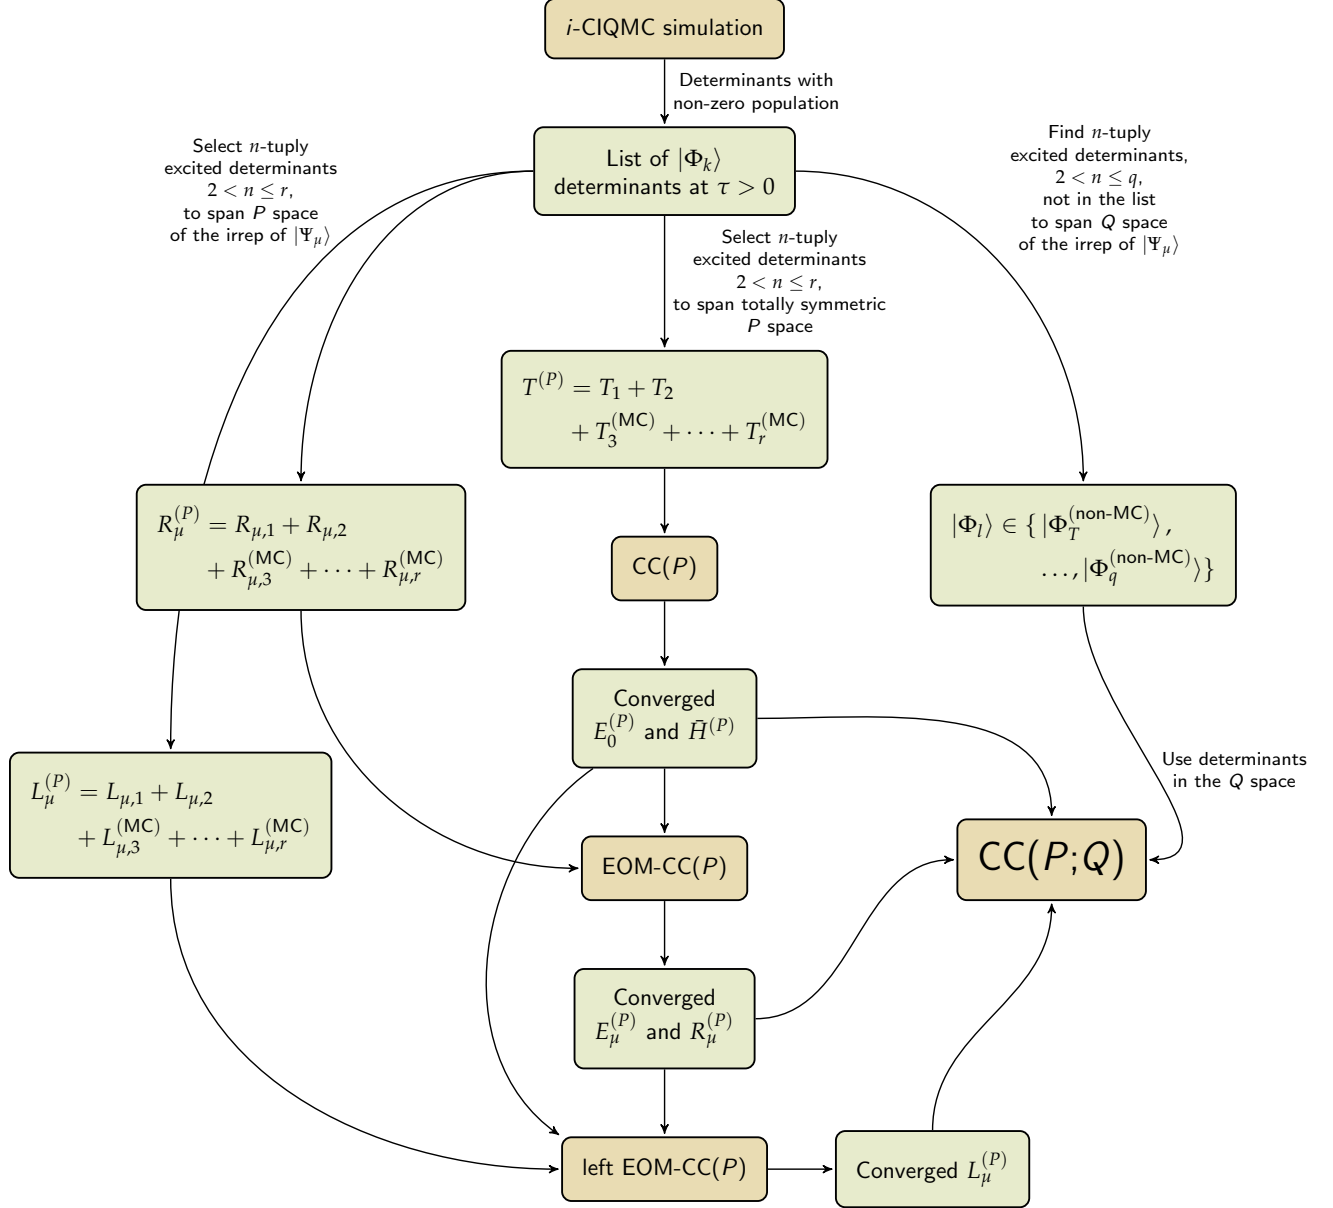 i-CIQMC simulation
Determinants with
non-zero population
List of |Φ_k⟩
determinants at τ > 0
Select n-tuply
excited determinants
2 < n ≤ r,
to span P space
of the irrep of |Ψ_μ⟩
Select n-tuply
excited determinants
2 < n ≤ r,
to span totally symmetric
P space
Find n-tuply
excited determinants,
2 < n ≤ q,
not in the list
to span Q space
of the irrep of |Ψ_μ⟩
T^(P) = T_1 + T_2
+ T_3^(MC) + ··· + T_r^(MC)
R_μ^(P) = R_μ,1 + R_μ,2
+ R_μ,3^(MC) + ··· + R_μ,r^(MC)
CC(P)
|Φ_l⟩ ∈ { |Φ_T^(non-MC)⟩,
..., |Φ_q^(non-MC)⟩}
Converged
E_0^(P) and H̄^(P)
L_μ^(P) = L_μ,1 + L_μ,2
+ L_μ,3^(MC) + ··· + L_μ,r^(MC)
Use determinants
in the Q space
EOM-CC(P)
CC(P;Q)
Converged
E_μ^(P) and R_μ^(P)
left EOM-CC(P)
Converged L_μ^(P)